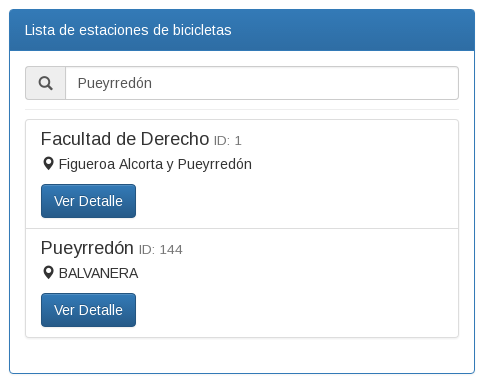 Lista de estaciones de bicicletas
Pueyrredón
Facultad de Derecho ID: 1
Figueroa Alcorta y Pueyrredón
Ver Detalle
Pueyrredón ID: 144
BALVANERA
Ver Detalle